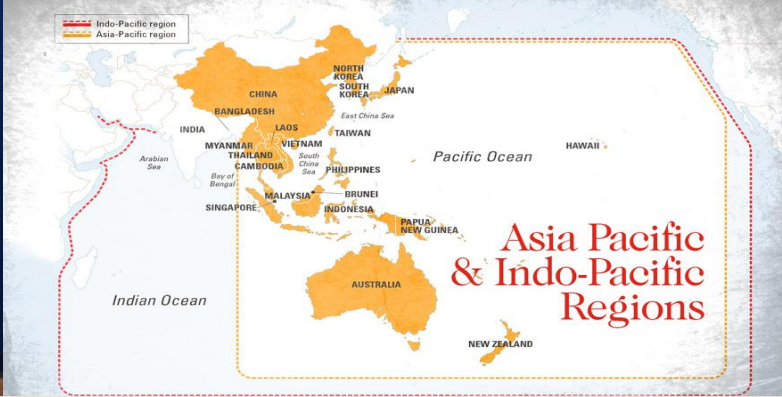 Indo-Pacific region
Asia-Pacific region
NORTH
KOREA
SOUTH
KOREA
JAPAN
CHINA
BANGLADESH
East China Sea
INDIA
LAOS
TAIWAN
MYANMAR
VIETNAM
HAWAII
Arabian
Sea
THAILAND
South
China
Sea
Pacific Ocean
CAMBODIA
PHILIPPINES
Bay of
Bengal
MALAYSIA
BRUNEI
SINGAPORE
INDONESIA
PAPUA
NEW GUINEA
Asia Pacific
& Indo-Pacific
Regions
AUSTRALIA
Indian Ocean
NEW ZEALAND